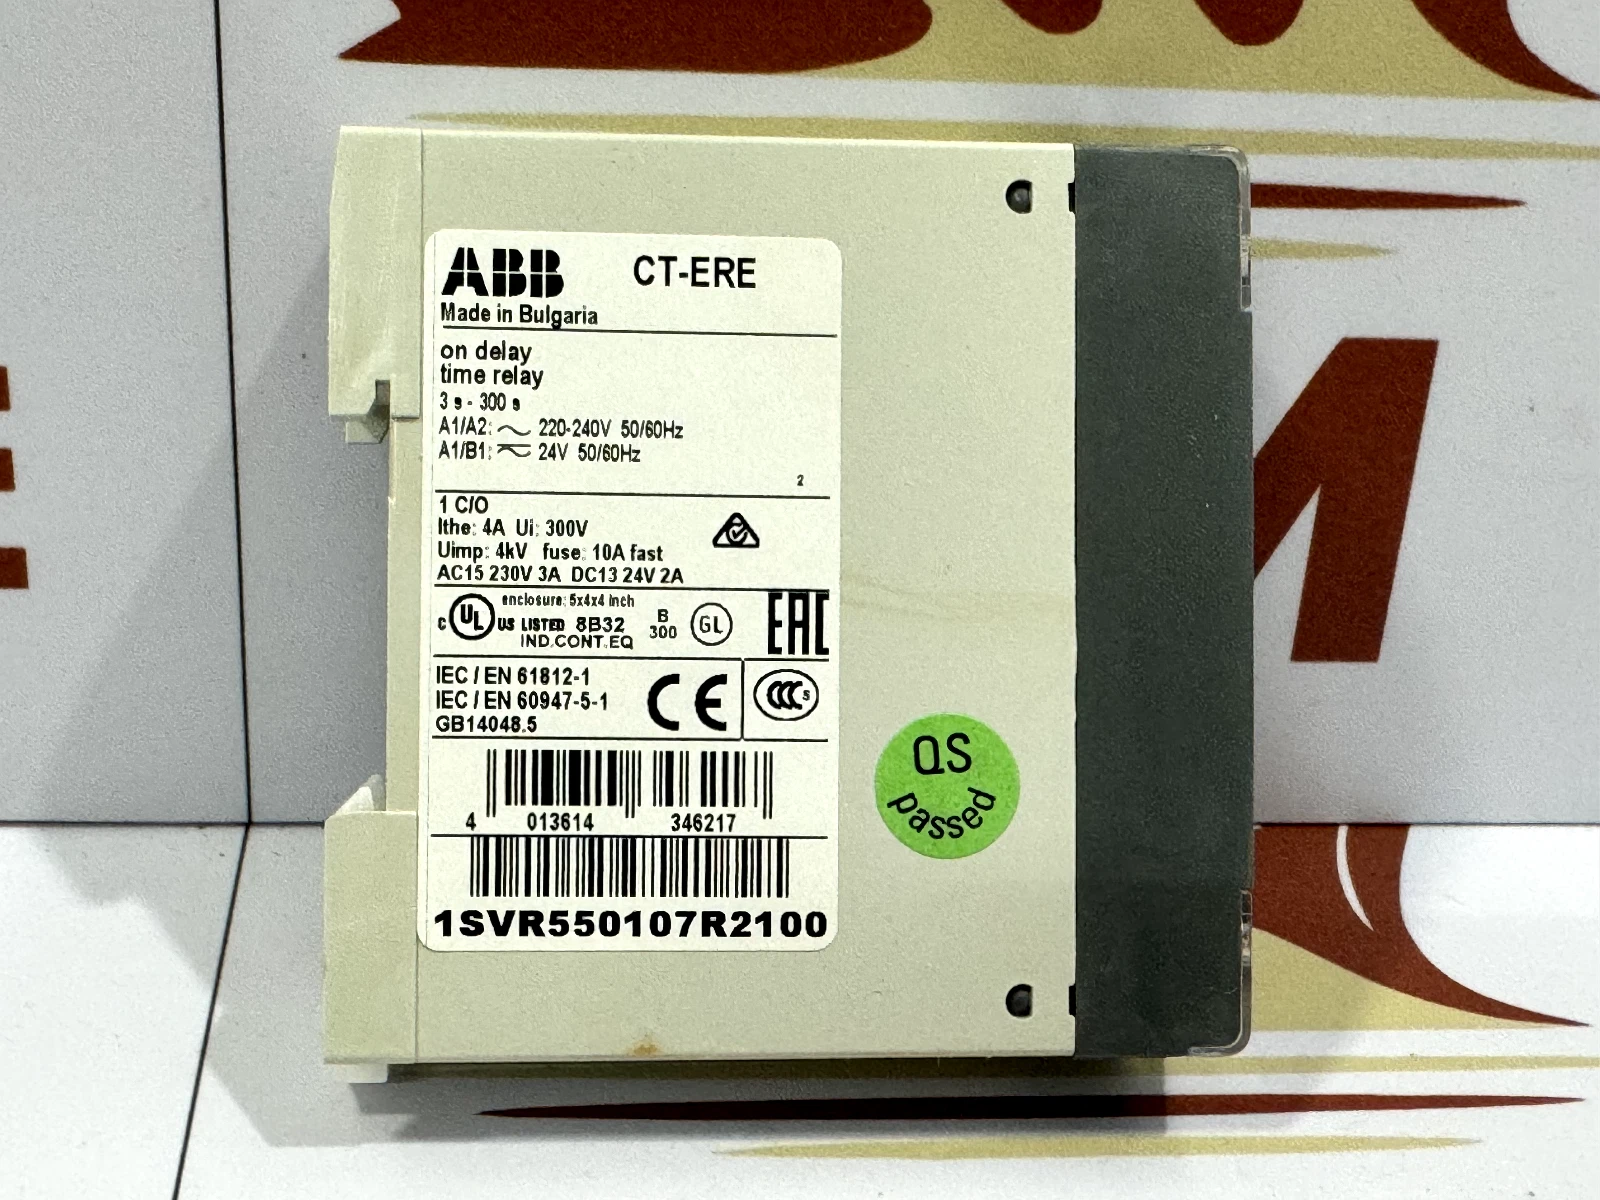 ABB CT-ERE
Made in Bulgaria
on delay
time relay
3 s - 300 s
A1/A2: 220-240V 50/60Hz
A1/B1: 24V 50/60Hz
2
1 C/O
Ithe: 4A Ui: 300V
Uimp: 4kV fuse: 10A fast
AC15 230V 3A DC13 24V 2A
enclosure: 5x4x4 inch
C UL US LISTED 8B32
IND.CONT.EQ
B
300
GL
EAC
IEC / EN 61812-1
IEC / EN 60947-5-1
GB14048.5
CE
CCC S
4 013614 346217
1SVR550107R2100
QS
passed
M